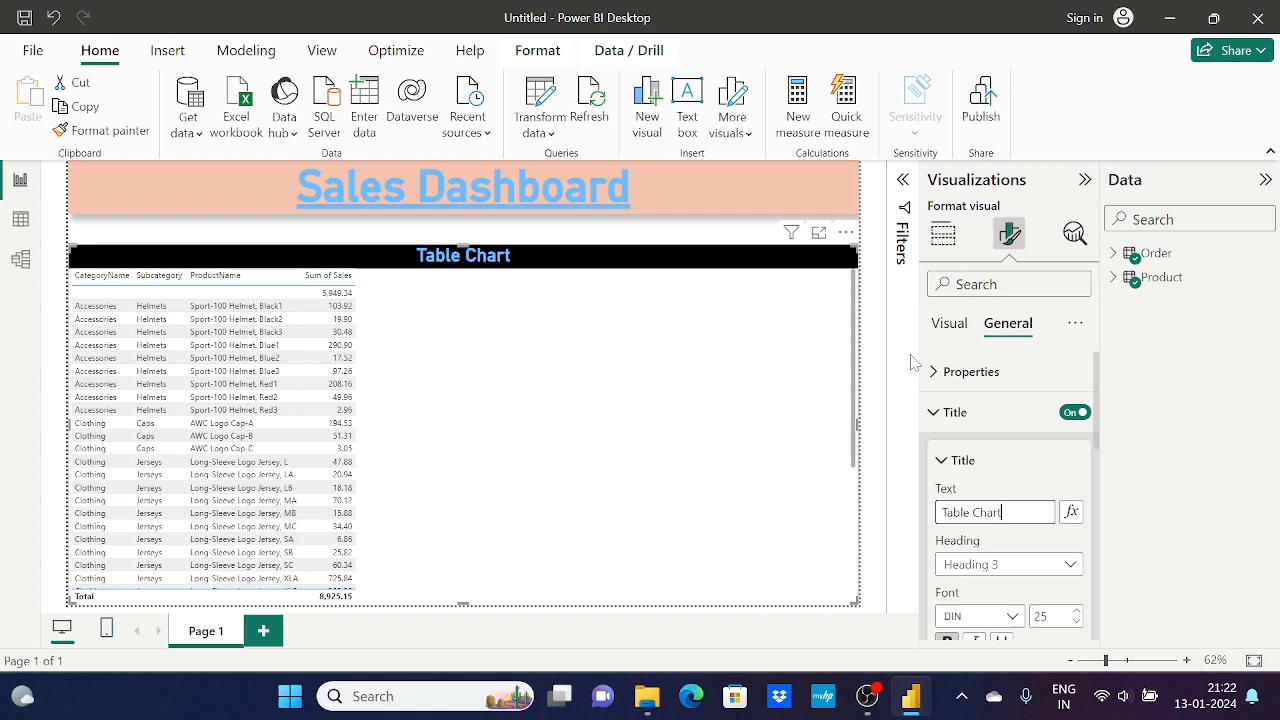 Untitled - Power BI Desktop
Sign in
File Home Insert Modeling View Optimize Help Format Data / Drill
Share
Paste
Cut
Copy
Format painter
Get data
Excel workbook
Data hub
SQL Server
Enter data
Dataverse
Recent sources
Transform data
Refresh
New visual
Text box
More visuals
New measure
Quick measure
Sensitivity
Publish
Clipboard Data Queries Insert Calculations Sensitivity Share
Sales Dashboard
Table Chart
CategoryName Subcategory ProductName Sum of Sales
5,949.34
Accessories Helmets Sport-100 Helmet, Black1 103.92
Accessories Helmets Sport-100 Helmet, Black2 19.90
Accessories Helmets Sport-100 Helmet, Black3 30.48
Accessories Helmets Sport-100 Helmet, Blue1 290.90
Accessories Helmets Sport-100 Helmet, Blue2 17.52
Accessories Helmets Sport-100 Helmet, Blue3 97.26
Accessories Helmets Sport-100 Helmet, Red1 208.16
Accessories Helmets Sport-100 Helmet, Red2 49.96
Accessories Helmets Sport-100 Helmet, Red3 2.96
Clothing Caps AWC Logo Cap-A 194.53
Clothing Caps AWC Logo Cap-B 51.31
Clothing Caps AWC Logo Cap-C 3.05
Clothing Jerseys Long-Sleeve Logo Jersey, L 47.88
Clothing Jerseys Long-Sleeve Logo Jersey, LA 20.94
Clothing Jerseys Long-Sleeve Logo Jersey, LB 18.18
Clothing Jerseys Long-Sleeve Logo Jersey, MA 70.12
Clothing Jerseys Long-Sleeve Logo Jersey, MB 15.88
Clothing Jerseys Long-Sleeve Logo Jersey, MC 34.40
Clothing Jerseys Long-Sleeve Logo Jersey, SA 6.86
Clothing Jerseys Long-Sleeve Logo Jersey, SB 25.82
Clothing Jerseys Long-Sleeve Logo Jersey, SC 60.34
Clothing Jerseys Long-Sleeve Logo Jersey, XLA 725.84
Total 8,925.15
Filters
Visualizations
Format visual
Search
Visual General
Properties
Title On
Title
Text
Table Chart fx
Heading
Heading 3
Font
DIN 25
Data
Search
Order
Product
Page 1
Page 1 of 1
62%
Search
myhp
ENG
IN
21:22
13-01-2024